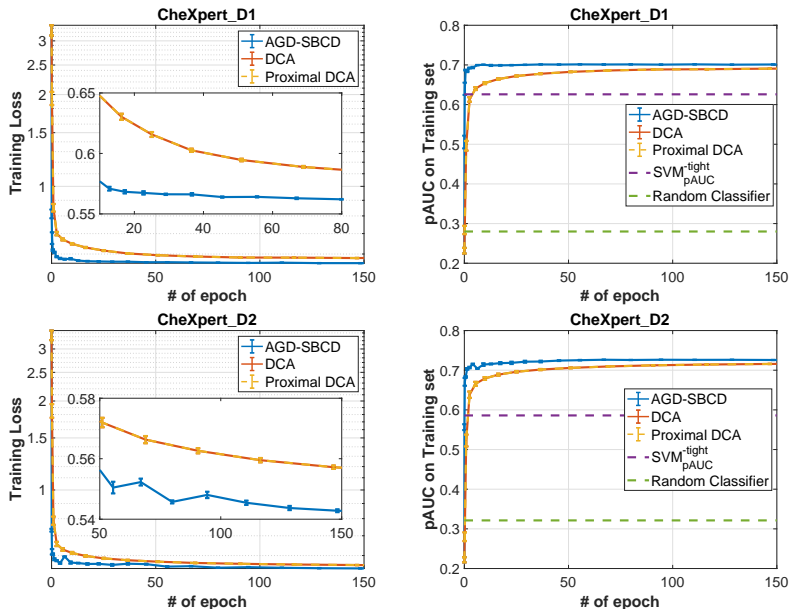 CheXpert_D1
Training Loss
3
2.5
2
1.5
1
AGD-SBCD
DCA
Proximal DCA
0.65
0.6
0.55
20 40 60 80
0 50 100 150
# of epoch
CheXpert_D1
pAUC on Training set
0.8
0.7
0.6
0.5
0.4
0.3
0.2
AGD-SBCD
DCA
Proximal DCA
SVM-tight pAUC
Random Classifier
0 50 100 150
# of epoch
CheXpert_D2
Training Loss
3
2.5
2
1.5
1
AGD-SBCD
DCA
Proximal DCA
0.58
0.56
0.54
50 100 150
0 50 100 150
# of epoch
CheXpert_D2
pAUC on Training set
0.8
0.7
0.6
0.5
0.4
0.3
0.2
AGD-SBCD
DCA
Proximal DCA
SVM-tight pAUC
Random Classifier
0 50 100 150
# of epoch